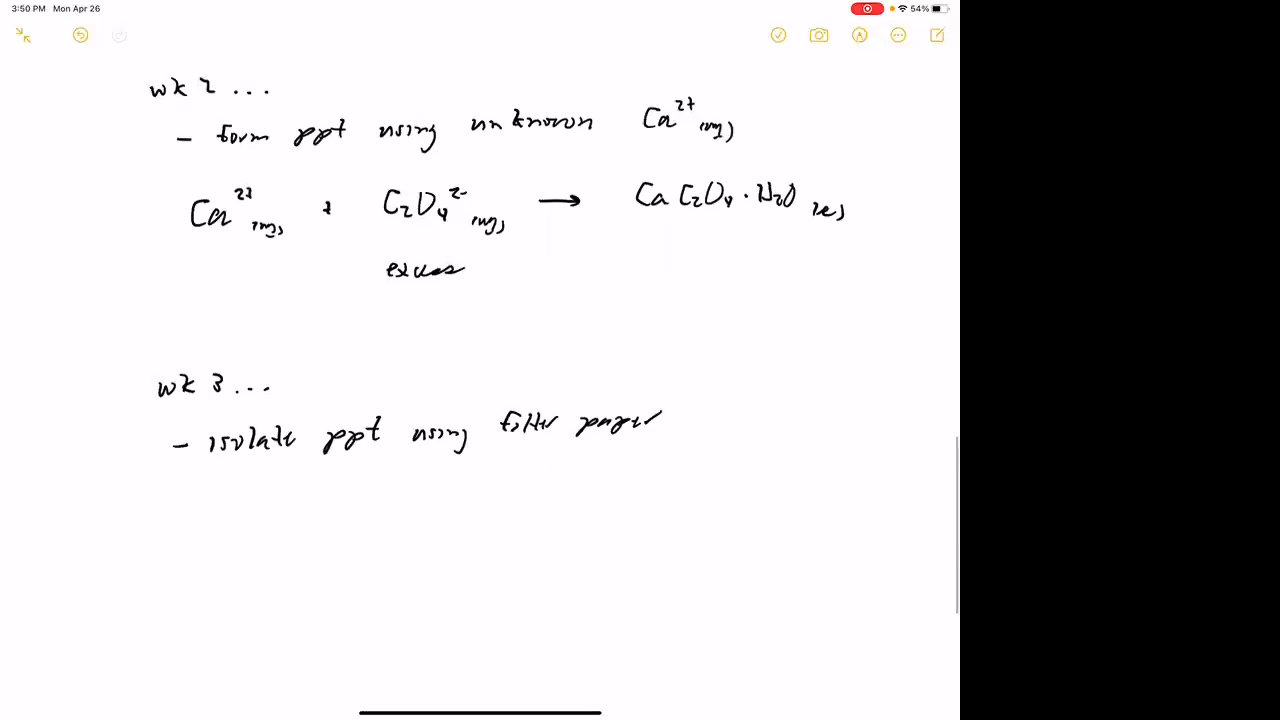 3:50 PM Mon Apr 26 54%
wk 2 ...
- form ppt using unknown Ca²⁺(aq)
Ca²⁺(aq) + C₂O₄²⁻(aq) → CaC₂O₄·H₂O(s)
excess
wk 3 ...
- isolate ppt using filter paper